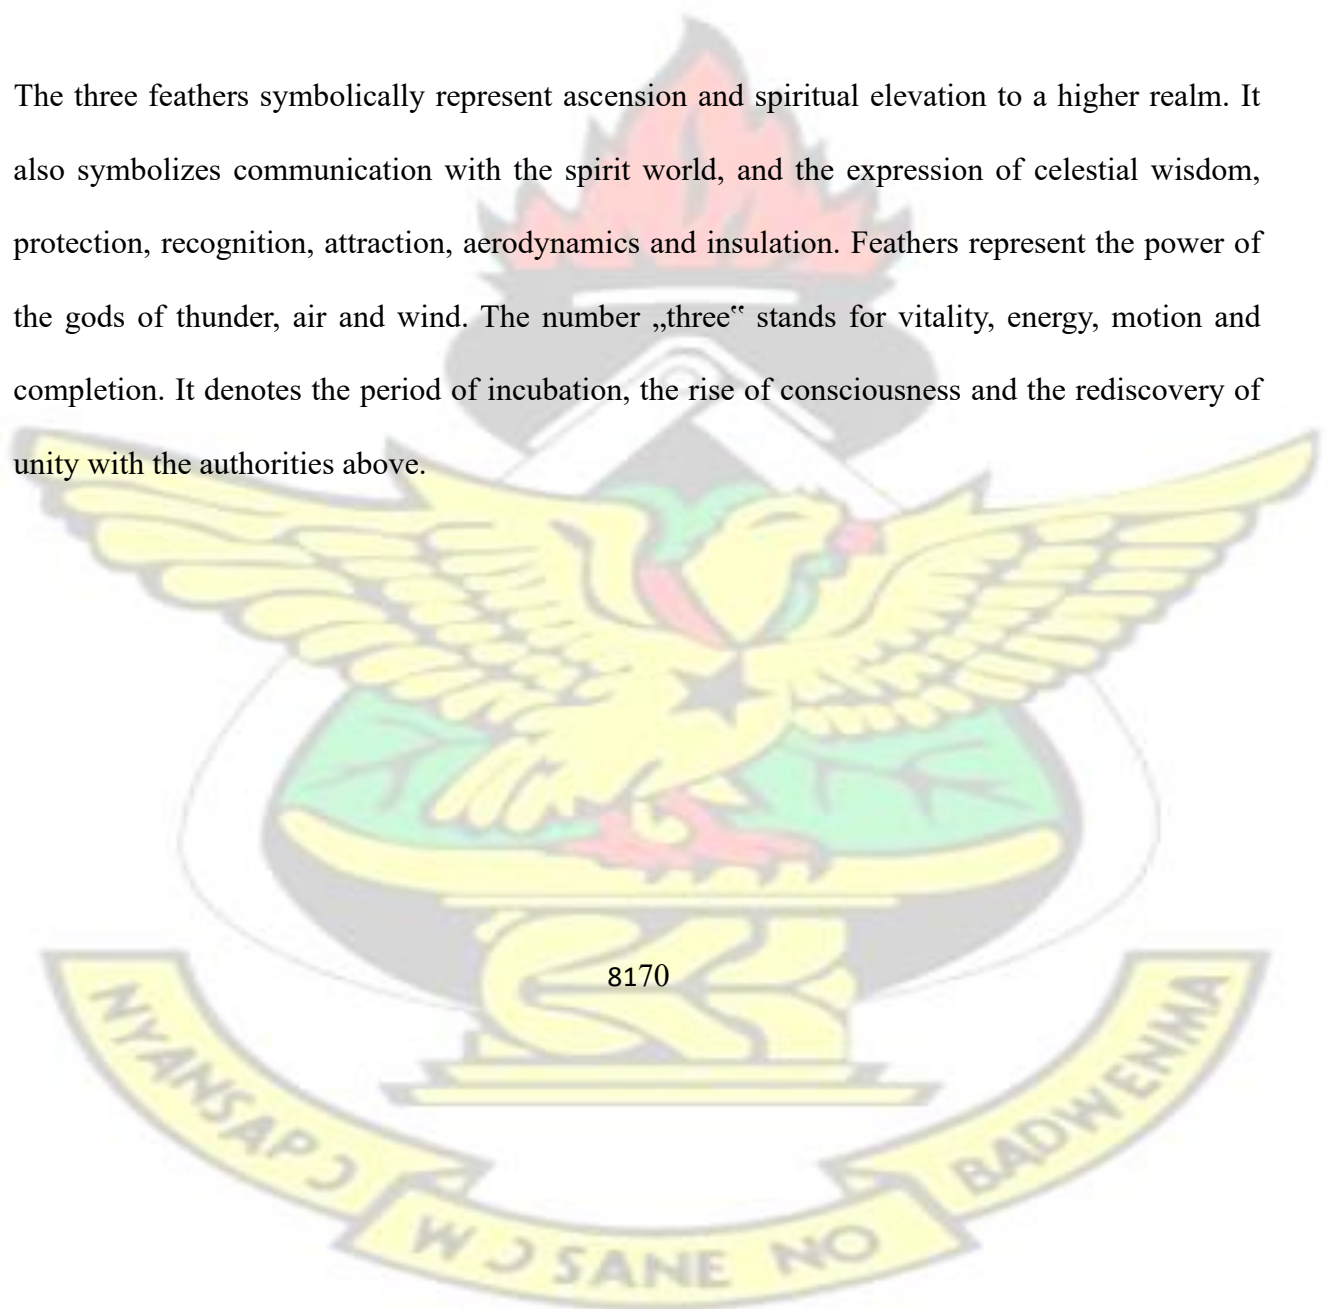 The three feathers symbolically represent ascension and spiritual elevation to a higher realm. It
also symbolizes communication with the spirit world, and the expression of celestial wisdom,
protection, recognition, attraction, aerodynamics and insulation. Feathers represent the power of
the gods of thunder, air and wind. The number „three‟ stands for vitality, energy, motion and
completion. It denotes the period of incubation, the rise of consciousness and the rediscovery of
unity with the authorities above.
8170
NYANSAPƆ
WƆSANE NO
BADWENMA